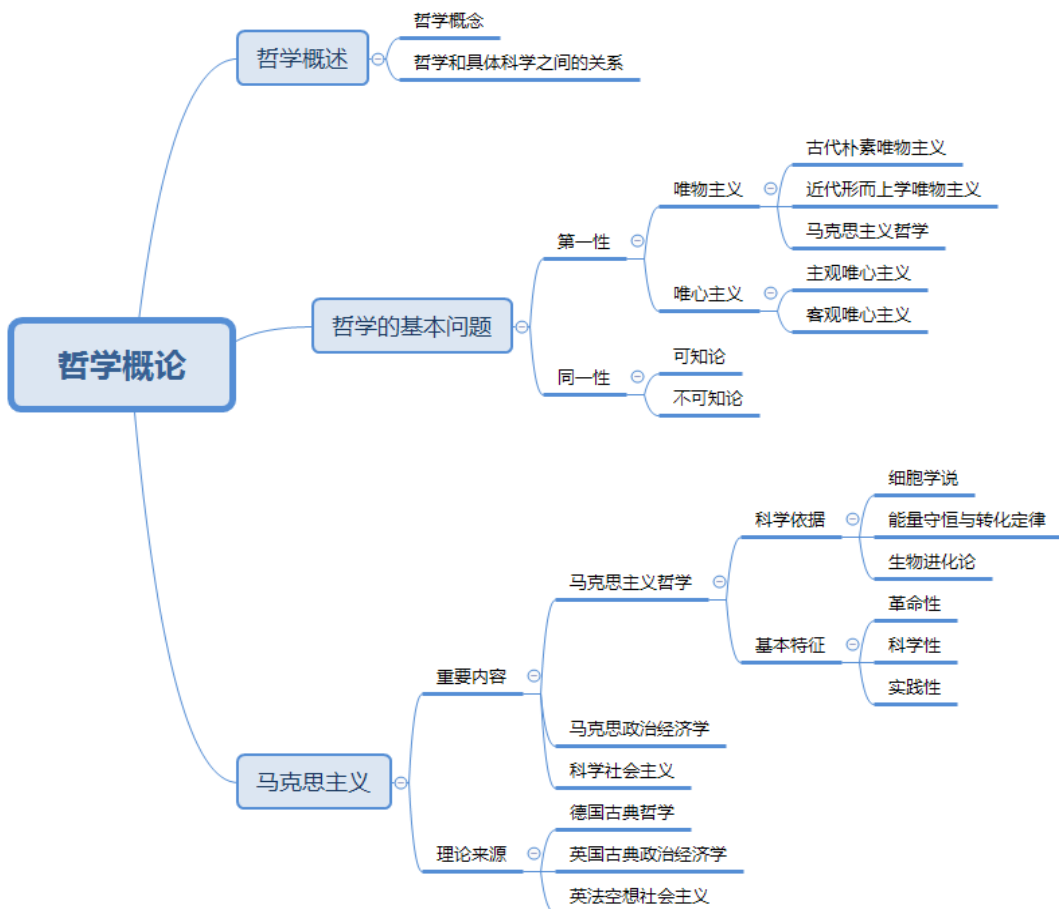 哲学概论
哲学概述
哲学概念
哲学和具体科学之间的关系
哲学的基本问题
第一性
唯物主义
古代朴素唯物主义
近代形而上学唯物主义
马克思主义哲学
唯心主义
主观唯心主义
客观唯心主义
同一性
可知论
不可知论
马克思主义
重要内容
马克思主义哲学
科学依据
细胞学说
能量守恒与转化定律
生物进化论
基本特征
革命性
科学性
实践性
马克思政治经济学
科学社会主义
理论来源
德国古典哲学
英国古典政治经济学
英法空想社会主义